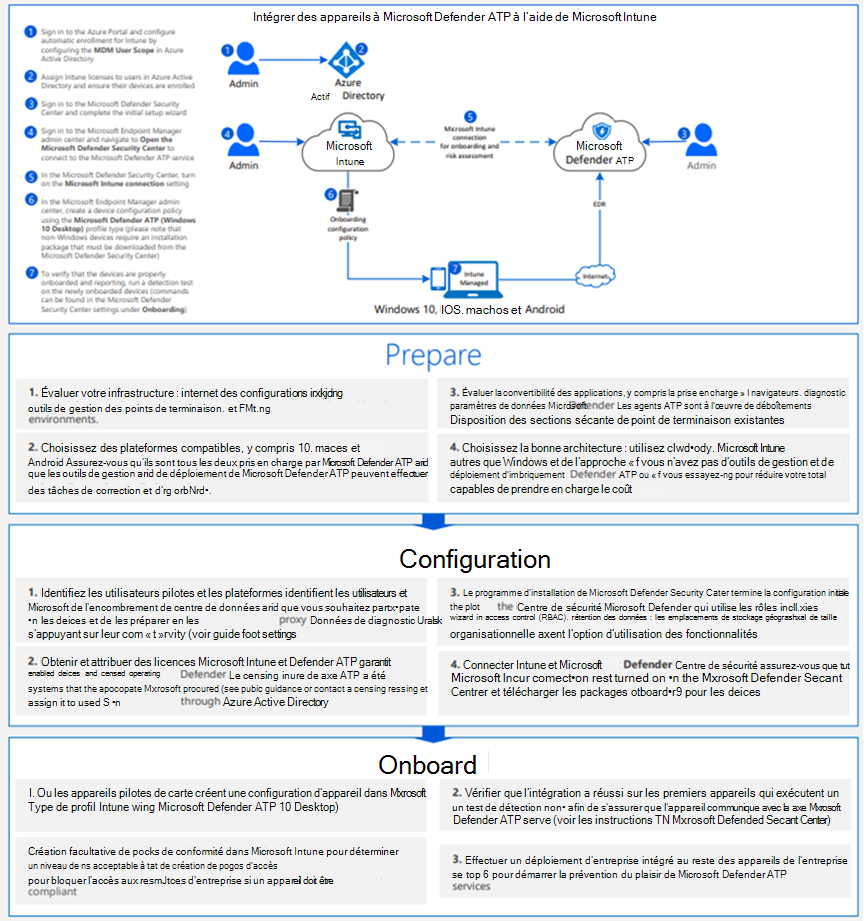 Intégrer des appareils à Microsoft Defender ATP à l'aide de Microsoft Intune
1 Sign in to the Azure Portal and configure
automatic enrollment for Intune by
configuring the MDM User Scope in Azure
Active Directory
2 Assign Intune licenses to users in Azure Active
Directory and ensure their devices are enrolled
3 Sign in to the Microsoft Defender Security
Center and complete the initial setup wizard
4 Sign in to the Microsoft Endpoint Manager
admin center and navigate to Open the
Microsoft Defender Security Center to
connect to the Microsoft Defender ATP service
5 In the Microsoft Defender Security Center, turn
on the Microsoft Intune connection setting
6 In the Microsoft Endpoint Manager admin
center, create a device configuration policy
using the Microsoft Defender ATP (Windows
10 Desktop) profile type (please note that
non-Windows devices require an installation
package that must be downloaded from the
Microsoft Defender Security Center)
7 To verify that the devices are properly
onboarded and reporting, run a detection test
on the newly onboarded devices (commands
can be found in the Microsoft Defender
Security Center settings under Onboarding)
1
Admin
2
Azure
Actif Directory
4
Admin
Microsoft
Intune
5
Microsoft Intune
connection
for onboarding and
risk assessment
Microsoft
Defender ATP
3
Admin
6
Onboarding
configuration
policy
EDR
7 Intune
Managed
Internet
Windows 10, IOS. machos et Android
Prepare
1. Évaluer votre infrastructure : internet des configurations
outils de gestion des points de terminaison. et FMt.ng
environments.
2. Choisissez des plateformes compatibles, y compris 10. maces et
Android Assurez-vous qu'ils sont tous les deux pris en charge par Microsoft Defender ATP arid
que les outils de gestion arid de déploiement de Microsoft Defender ATP peuvent effectuer
des tâches de correction et d'rg orbNrd•.
3. Évaluer la convertibilité des applications, y compris la prise en charge » l navigateurs. diagnostic
paramètres de données Microsoft Defender Les agents ATP sont à l'œuvre de déboîtements
Disposition des sections sécante de point de terminaison existantes
4. Choisissez la bonne architecture : utilisez clwd•ody. Microsoft Intune
autres que Windows et de l'approche « f vous n'avez pas d'outils de gestion et de
déploiement d'imbriquement Defender ATP ou « f vous essayez-ng pour réduire votre total
capables de prendre en charge le coût
Configuration
1. Identifiez les utilisateurs pilotes et les plateformes identifient les utilisateurs et
Microsoft de l'encombrement de centre de données arid que vous souhaitez partx•pate
•n les deices et de les préparer en les proxy Données de diagnostic
s'appuyant sur leur com « t »rvity (voir guide foot settings
2. Obtenir et attribuer des licences Microsoft Intune et Defender ATP garantit
enabled deices and censed operating Defender Le censing inure de axe ATP a été
systems that the apocopate Mxrosoft procured (see pubic guidance or contact a censing ressing et
assign it to used S •n through Azure Active Directory
3. Le programme d'installation de Microsoft Defender Security Cater termine la configuration
the plot the Centre de sécurité Microsoft Defender qui utilise les rôles incll.xies
wizard in access control (RBAC). rétention des données : les emplacements de stockage géograshxal de taille
organisationnelle axent l'option d'utilisation des fonctionnalités
4. Connecter Intune et Microsoft Defender Centre de sécurité assurez-vous que tut
Microsoft Incur comect•on rest turned on •n the Mxrosoft Defender Secant
Centrer et télécharger les packages otboard•r9 pour les deices
Onboard
I. Ou les appareils pilotes de carte créent une configuration d'appareil dans Mxrosoft
Type de profil Intune wing Microsoft Defender ATP 10 Desktop)
Création facultative de pocks de conformité dans Microsoft Intune pour déterminer
un niveau de ns acceptable à tat de création de pogos d'accès
pour bloquer l'accès aux resmJtoes d'entreprise si un appareil doit être
compliant
2. Vérifier que l'intégration a réussi sur les premiers appareils qui exécutent un
un test de détection non• afin de s'assurer que l'appareil communique avec la axe Mxrosoft
Defender ATP serve (voir les instructions TN Mxrosoft Defended Secant Center)
3. Effectuer un déploiement d'entreprise intégré au reste des appareils de l'entreprise
se top 6 pour démarrer la prévention du plaisir de Microsoft Defender ATP
services